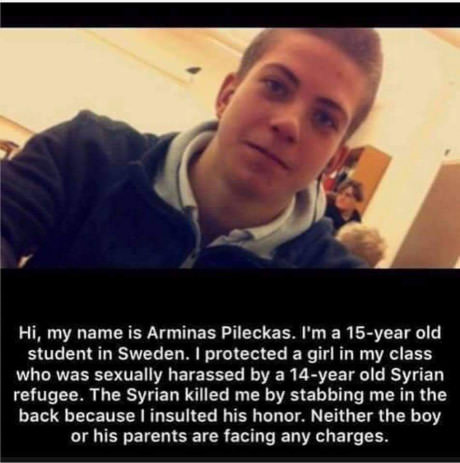 Hi, my name is Arminas Pileckas. I'm a 15-year old
student in Sweden. I protected a girl in my class
who was sexually harassed by a 14-year old Syrian
refugee. The Syrian killed me by stabbing me in the
back because I insulted his honor. Neither the boy
or his parents are facing any charges.